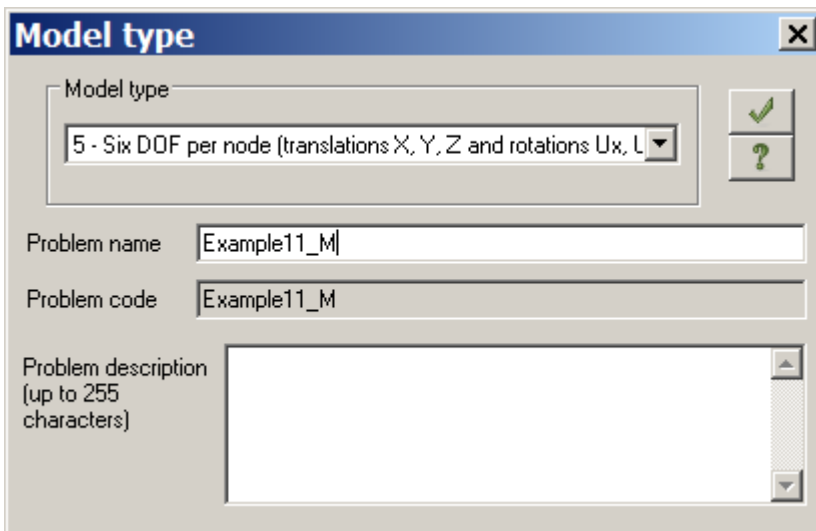 Model type
Model type
5 - Six DOF per node (translations X, Y, Z and rotations Ux, U
Problem name
Example11_M
Problem code
Example11_M
Problem description
(up to 255
characters)